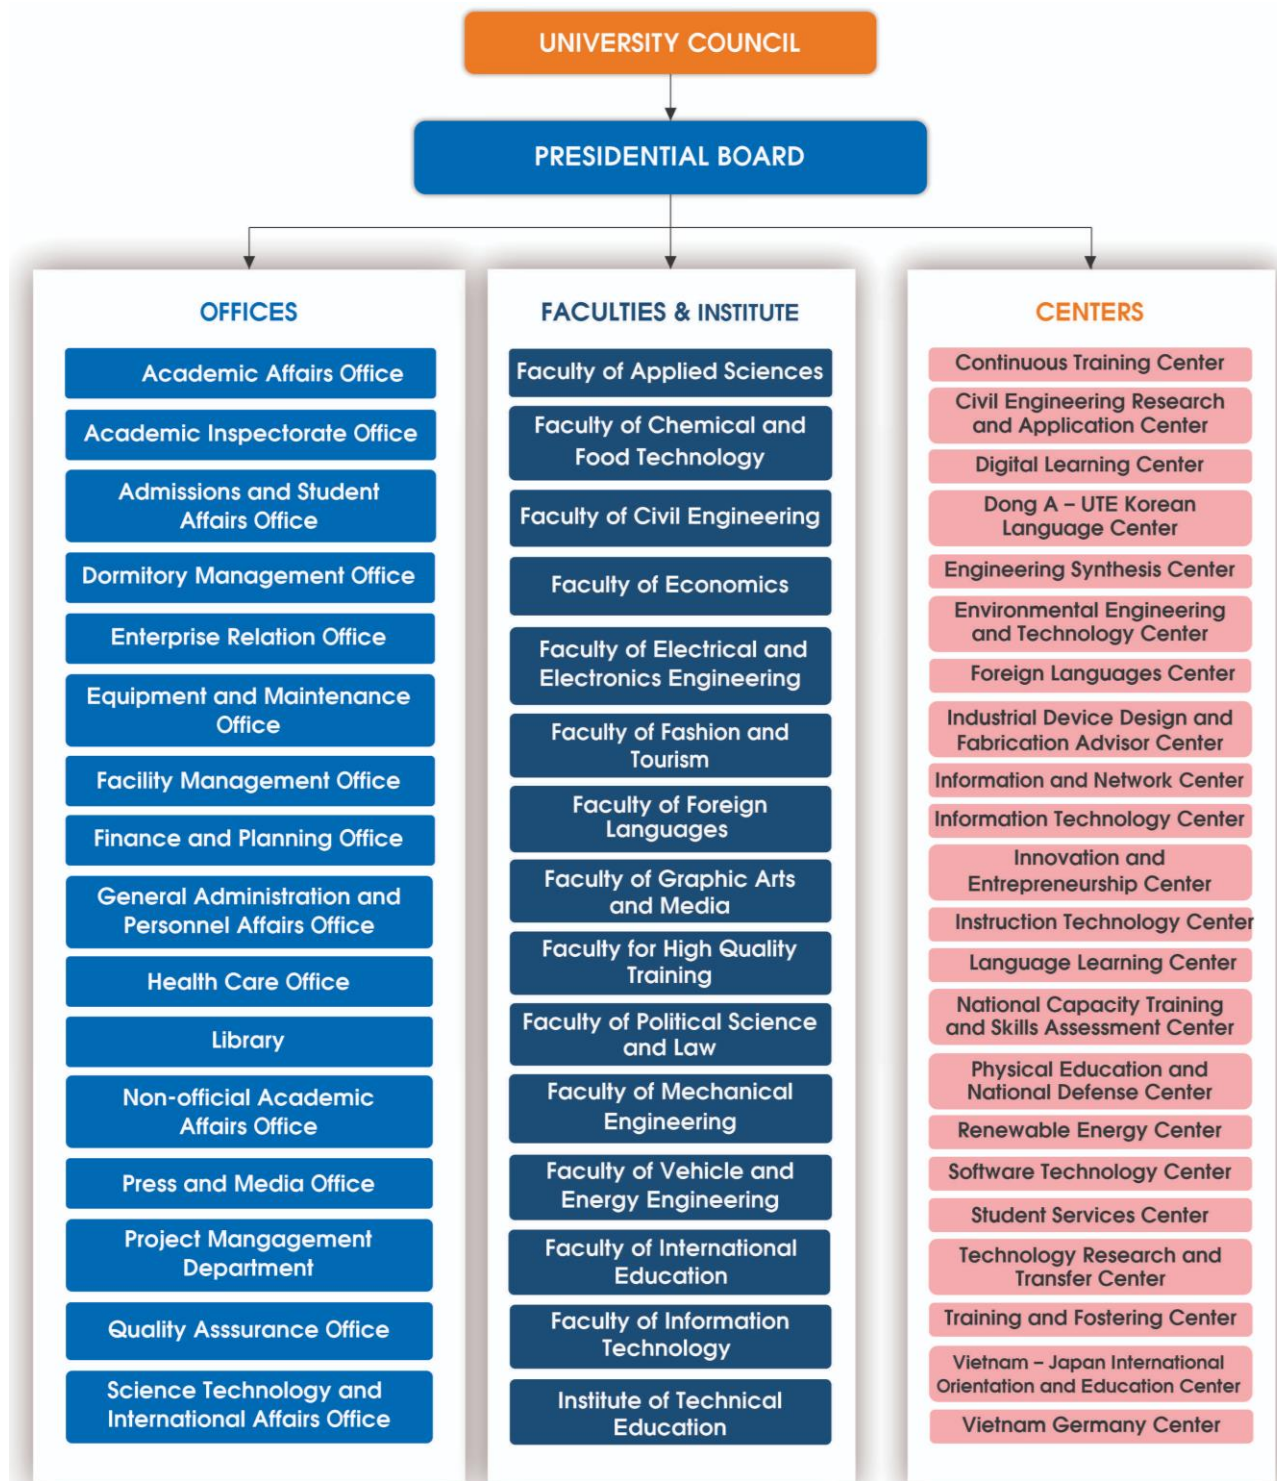 UNIVERSITY COUNCIL
PRESIDENTIAL BOARD
OFFICES
Academic Affairs Office
Academic Inspectorate Office
Admissions and Student
Affairs Office
Dormitory Management Office
Enterprise Relation Office
Equipment and Maintenance
Office
Facility Management Office
Finance and Planning Office
General Administration and
Personnel Affairs Office
Health Care Office
Library
Non-official Academic
Affairs Office
Press and Media Office
Project Mangagement
Department
Quality Asssurance Office
Science Technology and
International Affairs Office
FACULTIES & INSTITUTE
Faculty of Applied Sciences
Faculty of Chemical and
Food Technology
Faculty of Civil Engineering
Faculty of Economics
Faculty of Electrical and
Electronics Engineering
Faculty of Fashion and
Tourism
Faculty of Foreign
Languages
Faculty of Graphic Arts
and Media
Faculty for High Quality
Training
Faculty of Political Science
and Law
Faculty of Mechanical
Engineering
Faculty of Vehicle and
Energy Engineering
Faculty of International
Education
Faculty of Information
Technology
Institute of Technical
Education
CENTERS
Continuous Training Center
Civil Engineering Research
and Application Center
Digital Learning Center
Dong A – UTE Korean
Language Center
Engineering Synthesis Center
Environmental Engineering
and Technology Center
Foreign Languages Center
Industrial Device Design and
Fabrication Advisor Center
Information and Network Center
Information Technology Center
Innovation and
Entrepreneurship Center
Instruction Technology Center
Language Learning Center
National Capacity Training
and Skills Assessment Center
Physical Education and
National Defense Center
Renewable Energy Center
Software Technology Center
Student Services Center
Technology Research and
Transfer Center
Training and Fostering Center
Vietnam – Japan International
Orientation and Education Center
Vietnam Germany Center